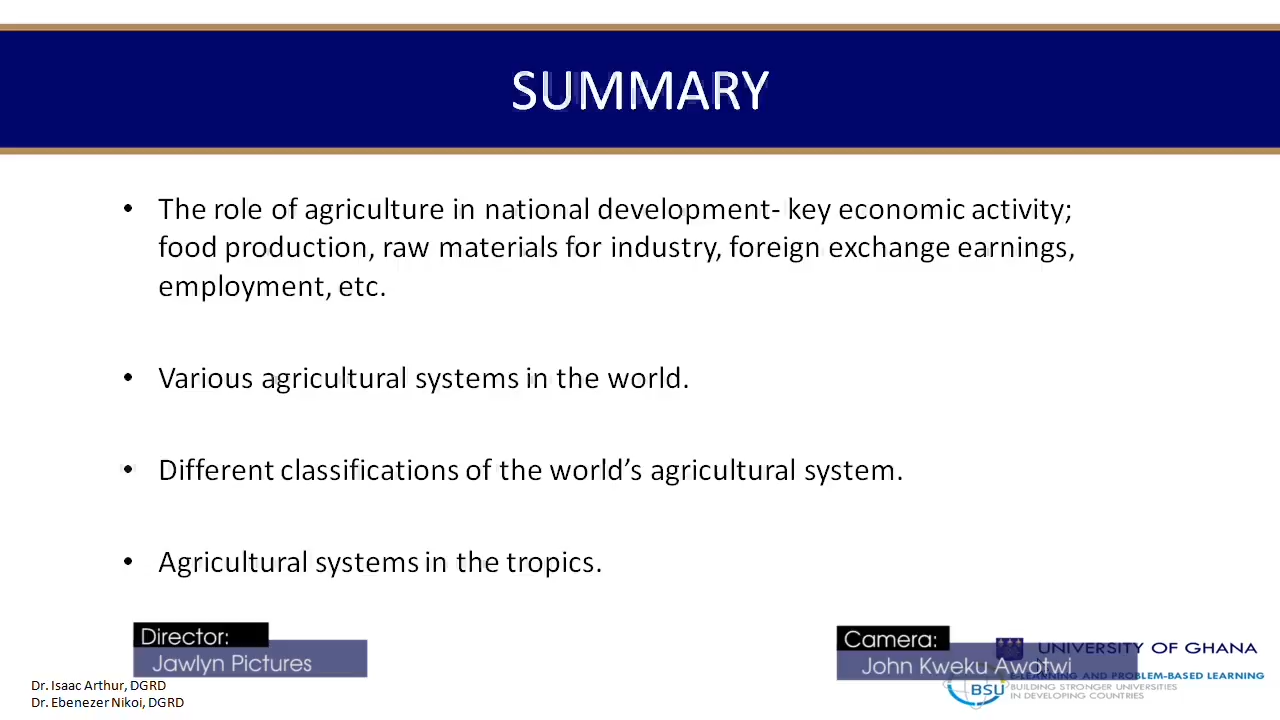 SUMMARY
• The role of agriculture in national development- key economic activity;
food production, raw materials for industry, foreign exchange earnings,
employment, etc.
• Various agricultural systems in the world.
• Different classifications of the world's agricultural system.
• Agricultural systems in the tropics.
Director:
Jawlyn Pictures
Camera:
John Kweku Awotwi
UNIVERSITY OF GHANA
E-LEARNING AND PROBLEM-BASED LEARNING
BSU
BUILDING STRONGER UNIVERSITIES
IN DEVELOPING COUNTRIES
Dr. Isaac Arthur, DGRD
Dr. Ebenezer Nikoi, DGRD